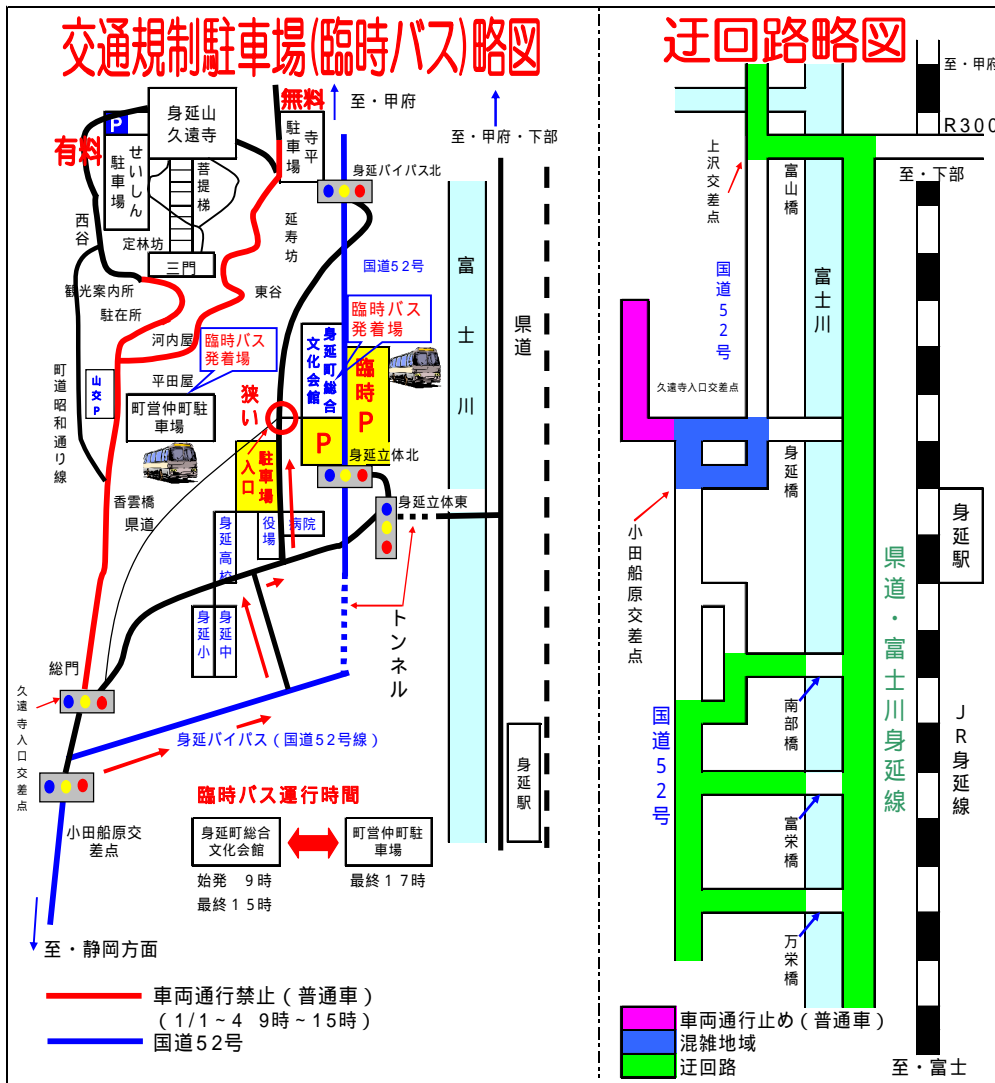 交通規制駐車場(臨時バス)略図
無料
至・甲府
身延山
久遠寺
P
有料
せいしん
駐車場
菩提梯
寺平
駐車場
至・甲府・下部
身延バイパス北
西谷
定林坊
三門
延寿坊
国道52号
観光案内所
駐在所
東谷
富士川
県道
河内屋
臨時バス
発着場
臨時バス
発着場
身延町総合
文化会館
臨時P
町道昭和通り線
山交P
平田屋
町営仲町駐
車場
狭い
P
駐車場
入口
身延立体北
身延立体東
香雲橋
県道
身延高校
役場
病院
身延小
身延中
トンネル
総門
久遠寺入口交差点
身延バイパス(国道52号線)
身延駅
小田船原交
差点
臨時バス運行時間
身延町総合
文化会館
町営仲町駐
車場
始発 9時
最終15時
最終17時
至・静岡方面
車両通行禁止(普通車)
(1/1~4 9時~15時)
国道52号
迂回路略図
至・甲府
R300
上沢交差点
富山橋
至・下部
国道52号
富士川
久遠寺入口交差点
身延橋
小田船原交差点
身延駅
県道・富士川身延線
国道52号
南部橋
JR身延線
富栄橋
万栄橋
車両通行止め(普通車)
混雑地域
迂回路
至・富士